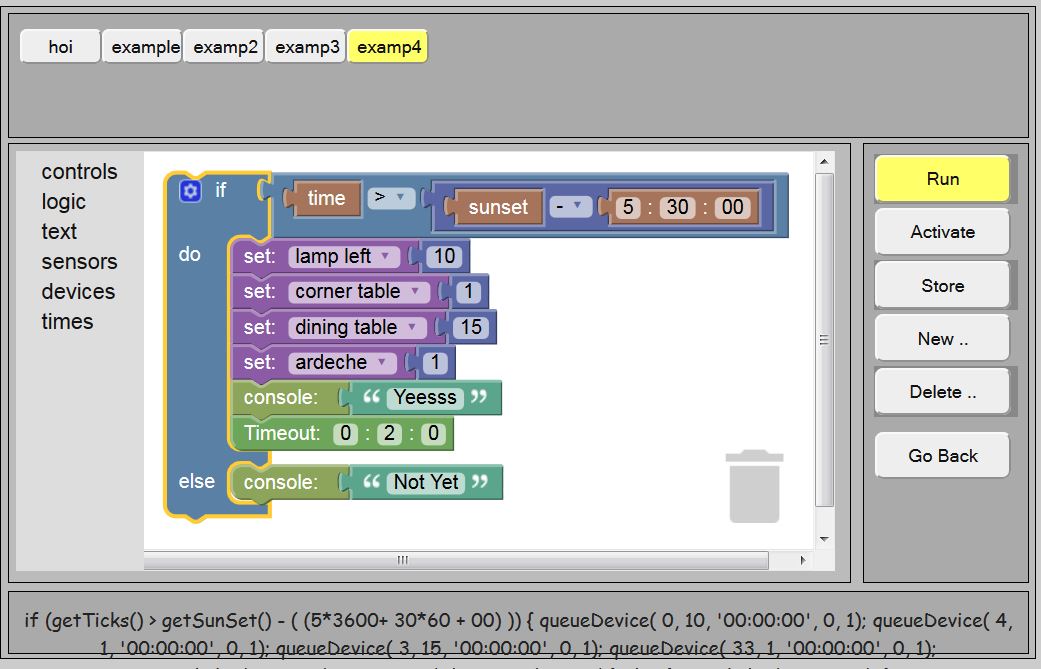 hoi example examp2 examp3 examp4
controls
logic
text
sensors
devices
times
if time > sunset - 5 : 30 : 00
do set: lamp left 10
set: corner table 1
set: dining table 15
set: ardeche 1
console: “ Yeesss ”
Timeout: 0 : 2 : 0
else console: “ Not Yet ”
Run
Activate
Store
New ..
Delete ..
Go Back
if (getTicks() > getSunSet() - ( (5*3600+ 30*60 + 00) )) { queueDevice( 0, 10, '00:00:00', 0, 1); queueDevice( 4,
1, '00:00:00', 0, 1); queueDevice( 3, 15, '00:00:00', 0, 1); queueDevice( 33, 1, '00:00:00', 0, 1);